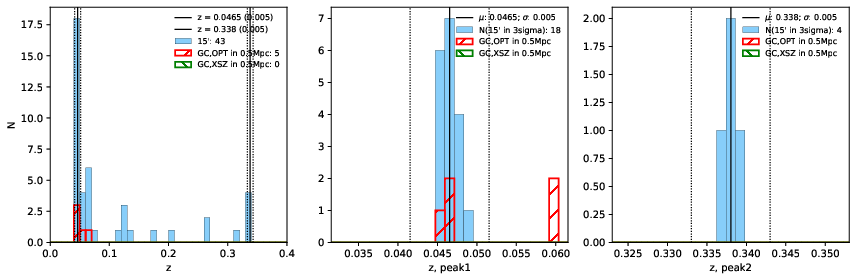 z = 0.0465 (0.005)
z = 0.338 (0.005)
15': 43
GC,OPT in 0.5Mpc: 5
GC,XSZ in 0.5Mpc: 0
17.5
15.0
12.5
10.0
7.5
5.0
2.5
0.0
N
0.0 0.1 0.2 0.3 0.4
z
μ: 0.0465; σ: 0.005
N(15' in 3sigma): 18
GC,OPT in 0.5Mpc
GC,XSZ in 0.5Mpc
7
6
5
4
3
2
1
0
0.035 0.040 0.045 0.050 0.055 0.060
z, peak1
μ: 0.338; σ: 0.005
N(15' in 3sigma): 4
GC,OPT in 0.5Mpc
GC,XSZ in 0.5Mpc
2.00
1.75
1.50
1.25
1.00
0.75
0.50
0.25
0.00
0.325 0.330 0.335 0.340 0.345 0.350
z, peak2